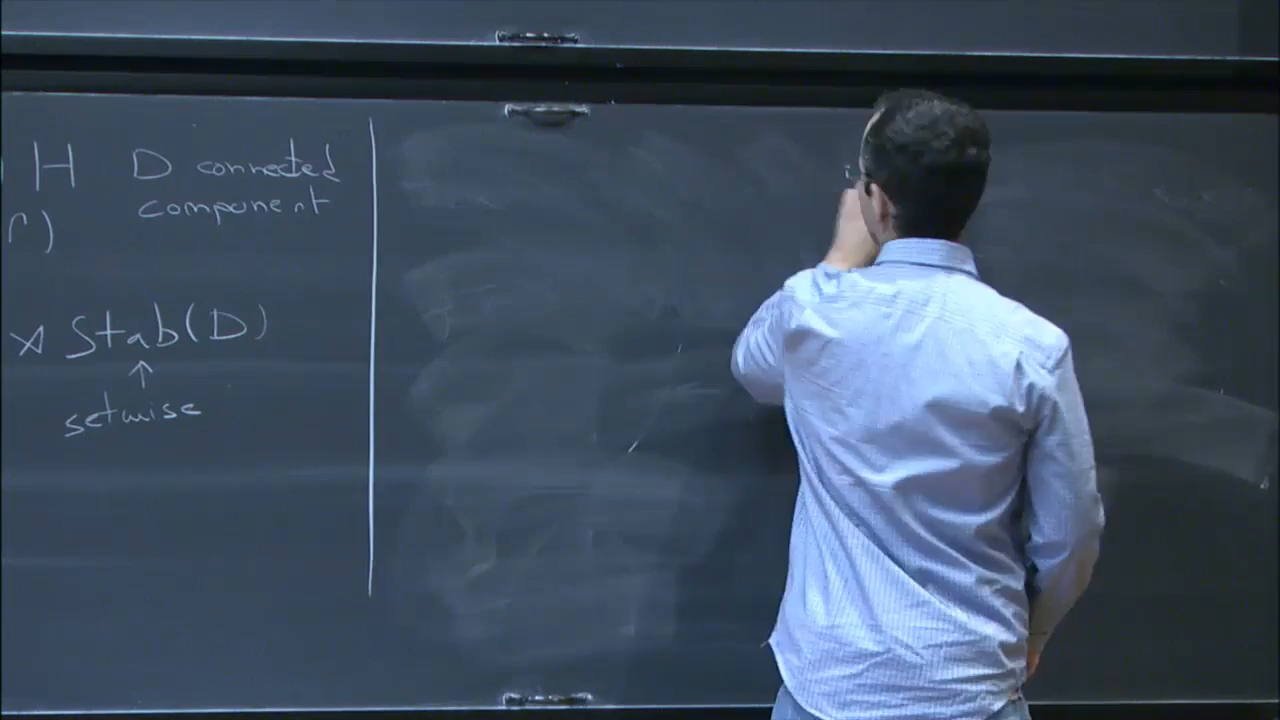 H D connected
component
Γ)
⋊ Stab(D)
↑
setwise